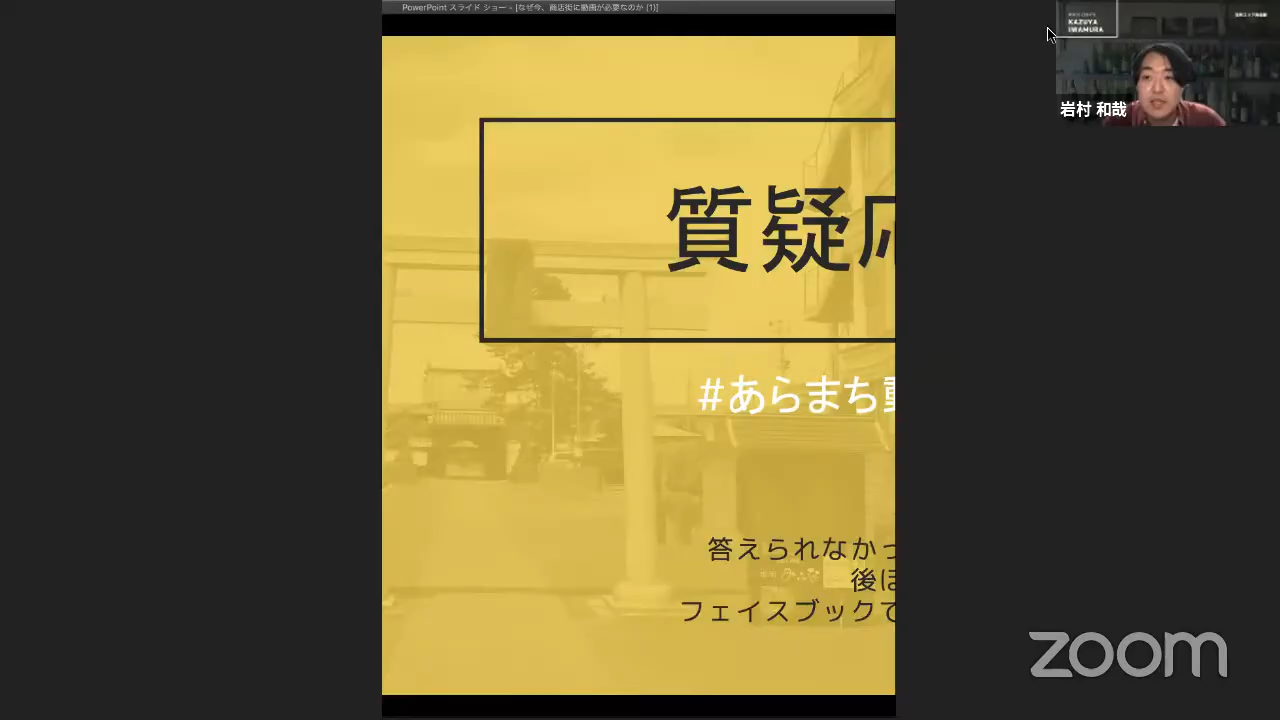 PowerPoint スライド ショー - [なぜ今、商店街に動画が必要なのか (1)]
KAZUYA
IWAMURA
岩村 和哉
質疑応
#あらまち動
答えられなかっ
後ほ
フェイスブックで
zoom